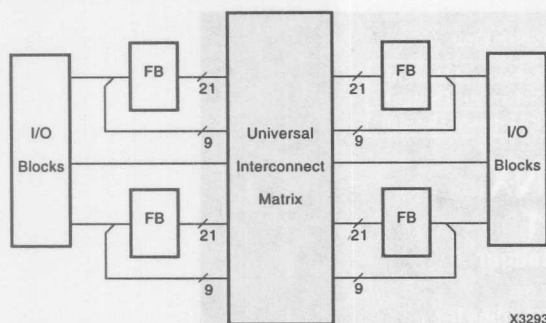 FB
21
9
I/O
Blocks
FB
21
9
Universal
Interconnect
Matrix
FB
21
9
FB
21
9
I/O
Blocks
X3293